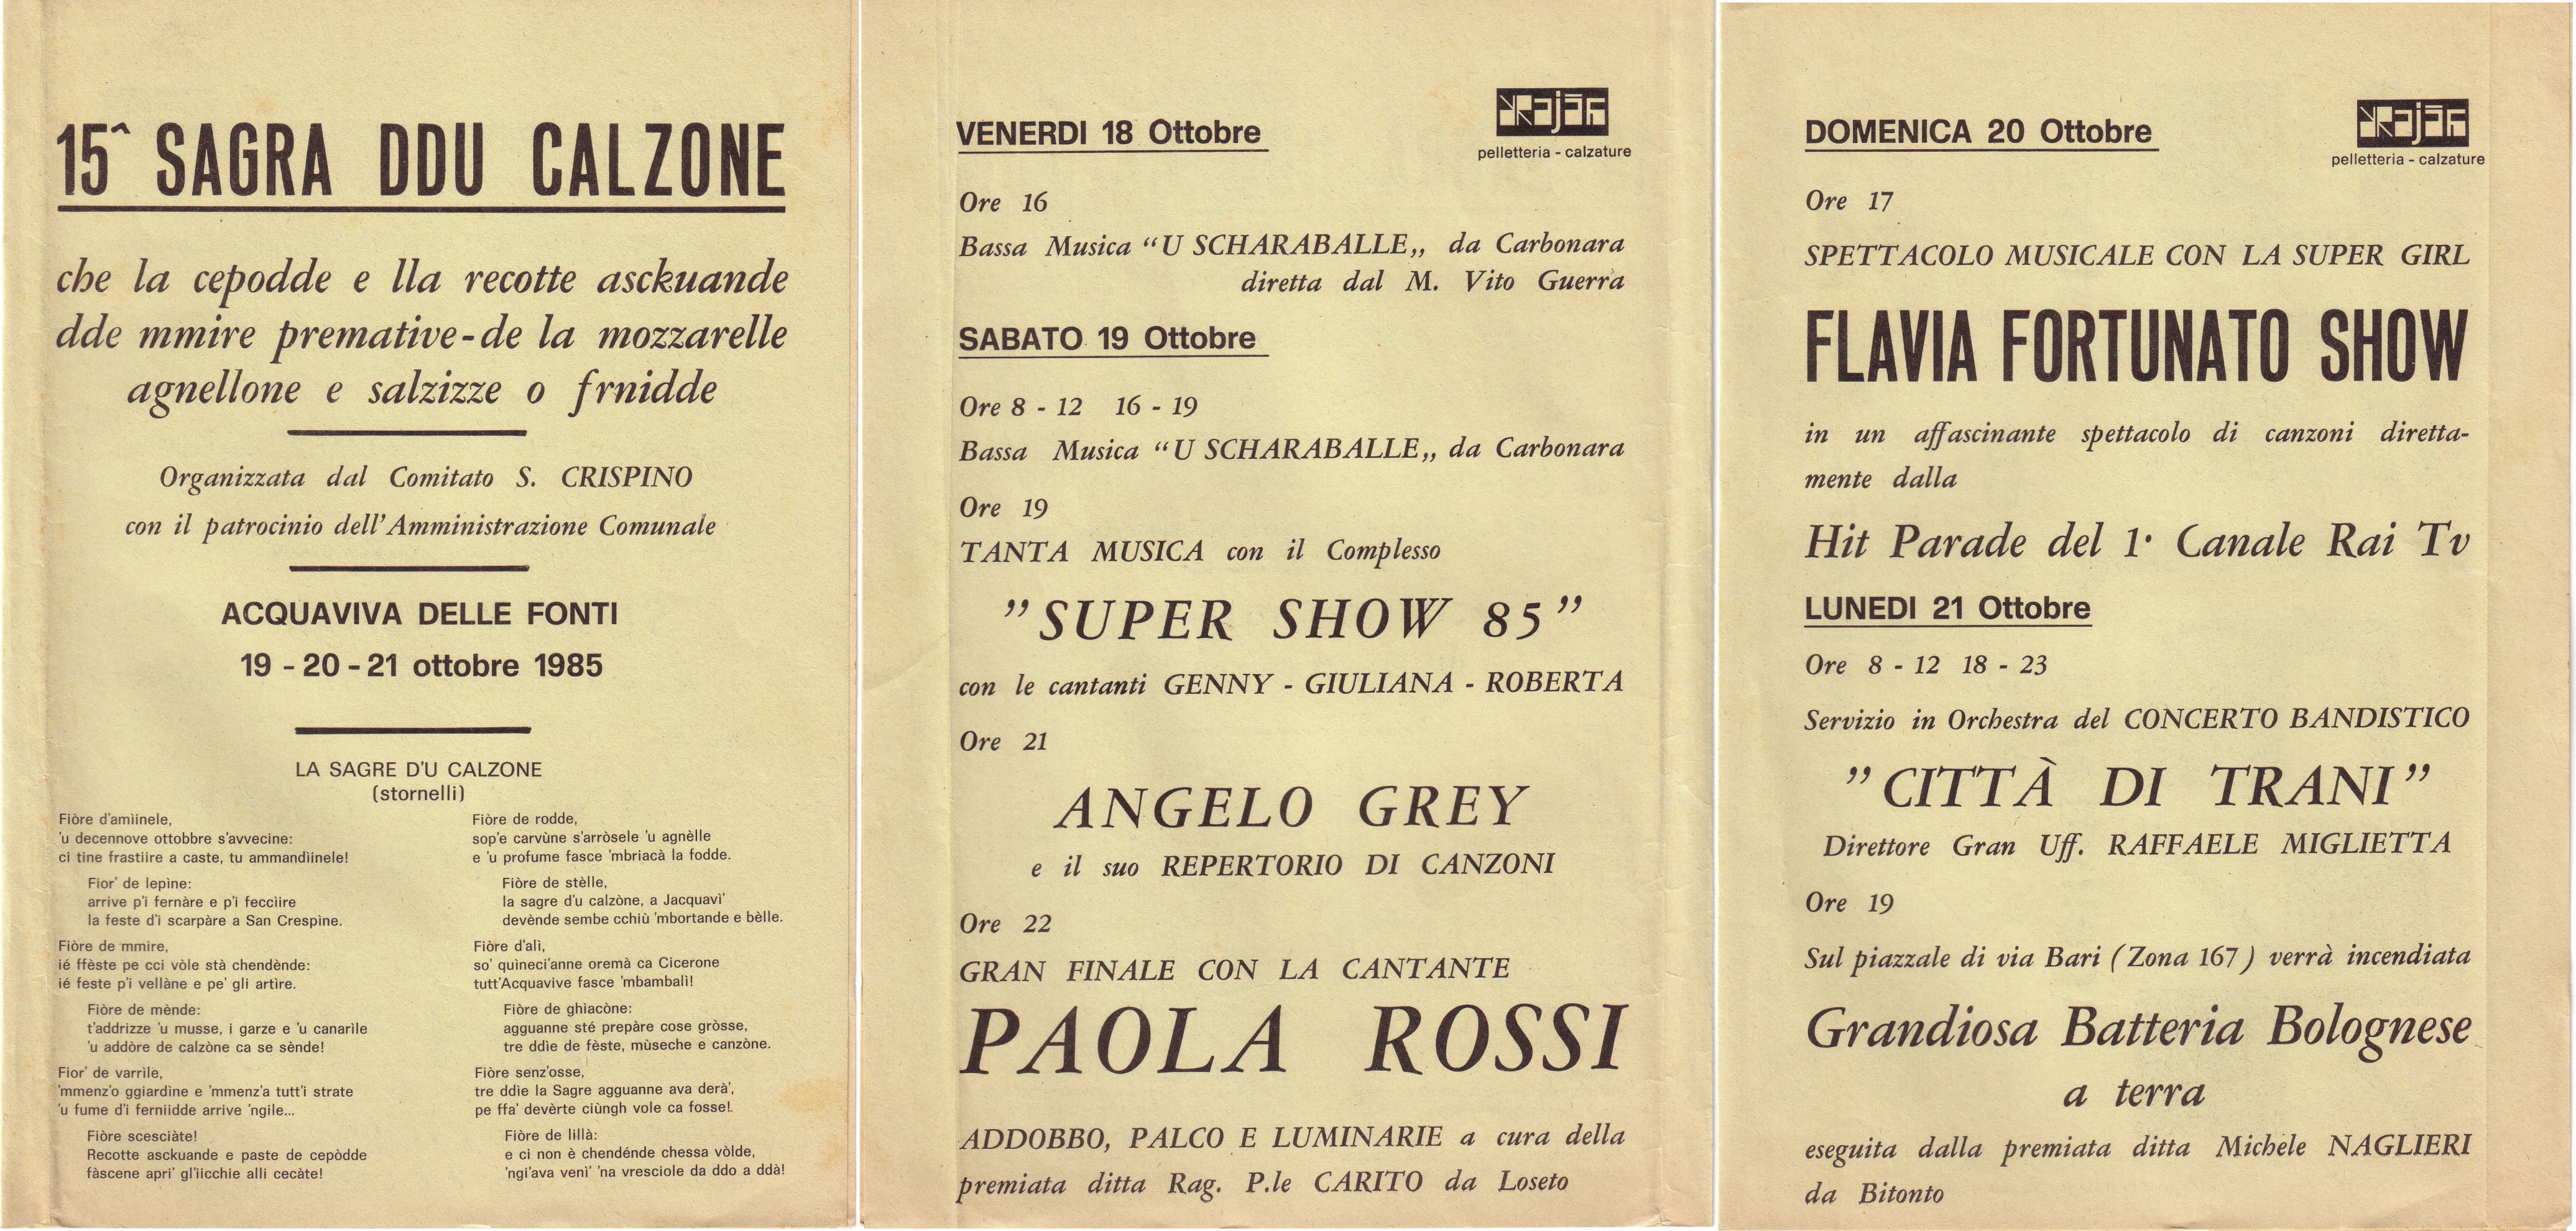 15^ SAGRA DDU CALZONE
che la cepodde e lla recotte asckuande
dde mmire premative-de la mozzarelle
agnellone e salzizze o frnidde
Organizzata dal Comitato S. CRISPINO
con il patrocinio dell'Amministrazione Comunale
ACQUAVIVA DELLE FONTI
19 - 20 - 21 ottobre 1985
LA SAGRE D'U CALZONE
(stornelli)
Fiòre d'amìinele,
'u decennove ottobbre s'avvecine:
ci tine frastiire a caste, tu ammandìinele!
Fior' de lepìne:
arrive p'i fernàre e p'i feccìire
la feste d'i scarpàre a San Crespìne.
Fiòre de mmire,
ié ffèste pe cci vòle stà chendènde:
ié feste p'i vellàne e pe' gli artìre.
Fiòre de mènde:
t'addrizze 'u musse, i garze e 'u canarìle
'u addòre de calzòne ca se sènde!
Fior' de varrìle,
'mmenz'o ggiardìne e 'mmenz'a tutt'i strate
'u fume d'i ferniidde arrive 'ngile...
Fiòre scesciàte!
Recotte asckuande e paste de cepòdde
fàscene apri' gl'iicchie alli cecàte!
Fiòre de rodde,
sop'e carvùne s'arròsele 'u agnèlle
e 'u profume fasce 'mbriacà la fodde.
Fiòre de stèlle,
la sagre d'u calzòne, a Jacquavì'
devènde sembe cchiù 'mbortande e bèlle.
Fiòre d'alì,
so' quìneci'anne oremà ca Cicerone
tutt'Acquavive fasce 'mbambalì!
Fiòre de ghiacòne:
agguanne sté prepàre cose gròsse,
tre ddìe de fèste, mùseche e canzòne.
Fiòre senz'osse,
tre ddìe la Sagre agguanne ava derà',
pe ffa' devèrte ciùngh vole ca fosse!
Fiòre de lillà:
e ci non è chendénde chessa vòlde,
'ngi'ava venì' 'na vresciole da ddo a ddà!
VENERDI 18 Ottobre
pelletteria - calzature
Ore 16
Bassa Musica “U SCHARABALLE„ da Carbonara
diretta dal M. Vito Guerra
SABATO 19 Ottobre
Ore 8 - 12 16 - 19
Bassa Musica “U SCHARABALLE„ da Carbonara
Ore 19
TANTA MUSICA con il Complesso
”SUPER SHOW 85”
con le cantanti GENNY - GIULIANA - ROBERTA
Ore 21
ANGELO GREY
e il suo REPERTORIO DI CANZONI
Ore 22
GRAN FINALE CON LA CANTANTE
PAOLA ROSSI
ADDOBBO, PALCO E LUMINARIE a cura della
premiata ditta Rag. P.le CARITO da Loseto
DOMENICA 20 Ottobre
pelletteria - calzature
Ore 17
SPETTACOLO MUSICALE CON LA SUPER GIRL
FLAVIA FORTUNATO SHOW
in un affascinante spettacolo di canzoni diretta-
mente dalla
Hit Parade del 1· Canale Rai Tv
LUNEDI 21 Ottobre
Ore 8 - 12 18 - 23
Servizio in Orchestra del CONCERTO BANDISTICO
”CITTÀ DI TRANI”
Direttore Gran Uff. RAFFAELE MIGLIETTA
Ore 19
Sul piazzale di via Bari (Zona 167) verrà incendiata
Grandiosa Batteria Bolognese
a terra
eseguita dalla premiata ditta Michele NAGLIERI
da Bitonto